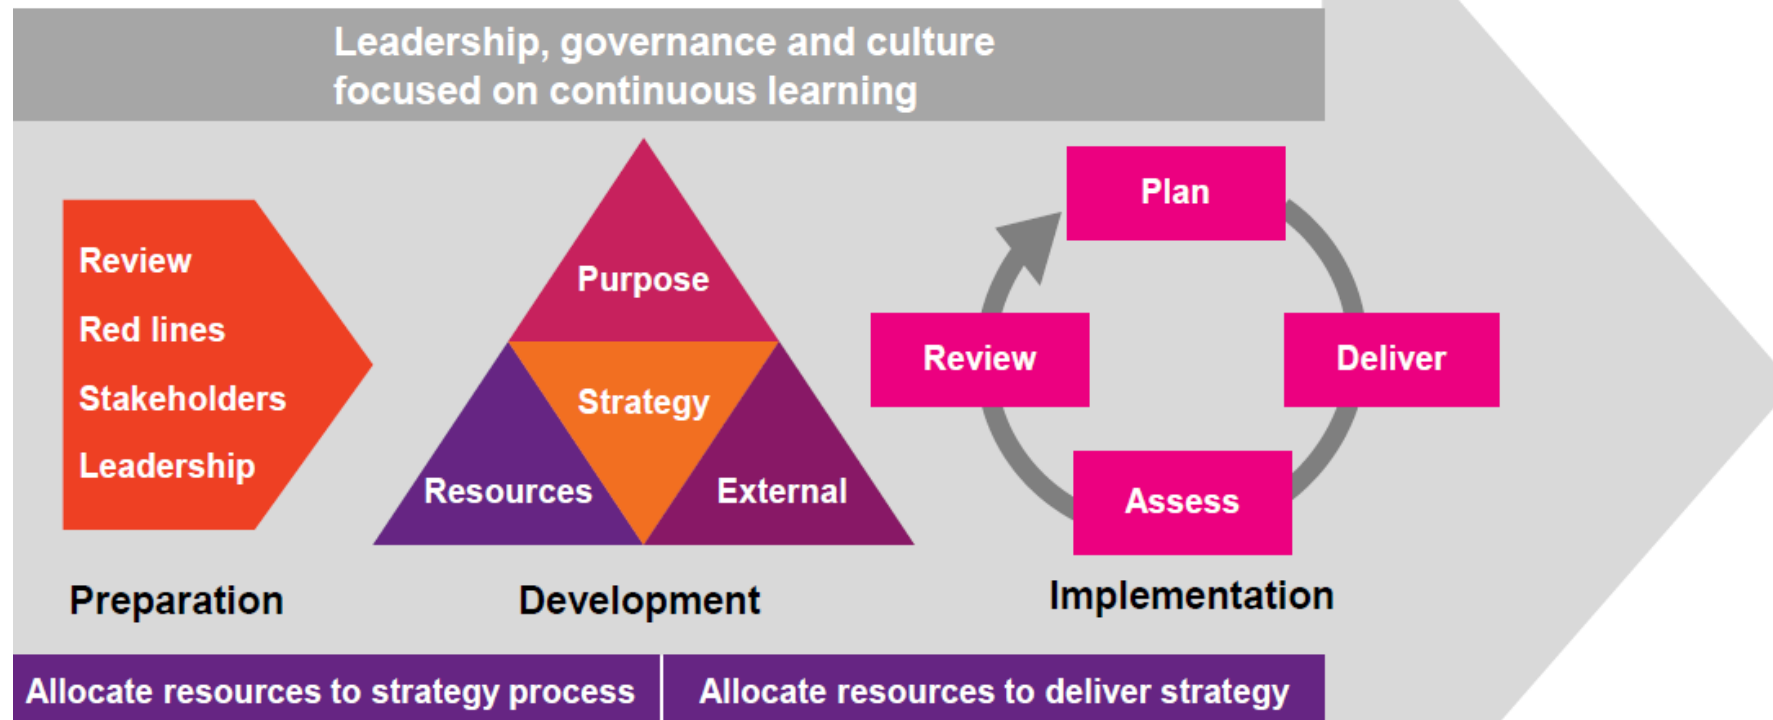 Leadership, governance and culture
focused on continuous learning
Review
Red lines
Stakeholders
Leadership
Purpose
Strategy
Resources
External
Plan
Review
Deliver
Assess
Preparation
Development
Implementation
Allocate resources to strategy process
Allocate resources to deliver strategy